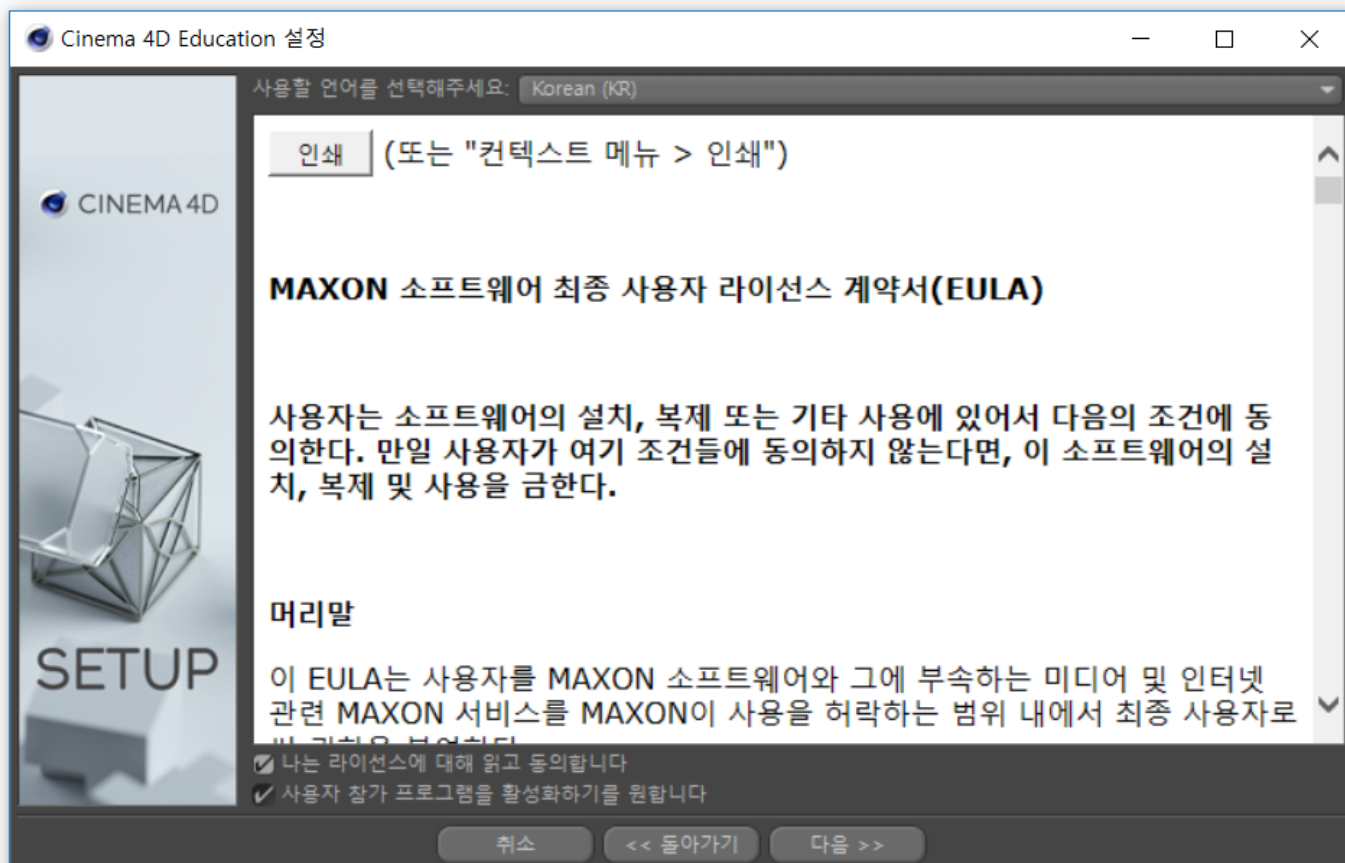 Cinema 4D Education 설정
사용할 언어를 선택해주세요: Korean (KR)
인쇄 (또는 "컨텍스트 메뉴 > 인쇄")
CINEMA 4D
MAXON 소프트웨어 최종 사용자 라이선스 계약서(EULA)
사용자는 소프트웨어의 설치, 복제 또는 기타 사용에 있어서 다음의 조건에 동
의한다. 만일 사용자가 여기 조건들에 동의하지 않는다면, 이 소프트웨어의 설
치, 복제 및 사용을 금한다.
머리말
SETUP
이 EULA는 사용자를 MAXON 소프트웨어와 그에 부속하는 미디어 및 인터넷
관련 MAXON 서비스를 MAXON이 사용을 허락하는 범위 내에서 최종 사용자로
나는 라이선스에 대해 읽고 동의합니다
사용자 참가 프로그램을 활성화하기를 원합니다
취소
<< 돌아가기
다음 >>